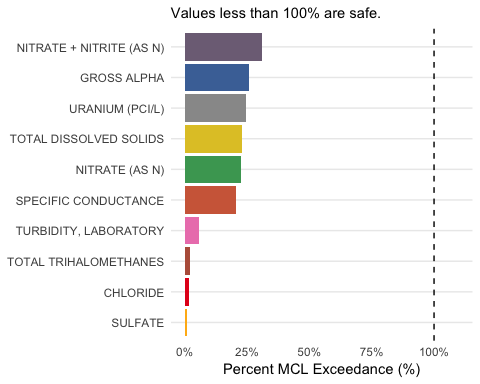 Values less than 100% are safe.
NITRATE + NITRITE (AS N)
GROSS ALPHA
URANIUM (PCI/L)
TOTAL DISSOLVED SOLIDS
NITRATE (AS N)
SPECIFIC CONDUCTANCE
TURBIDITY, LABORATORY
TOTAL TRIHALOMETHANES
CHLORIDE
SULFATE
0% 25% 50% 75% 100%
Percent MCL Exceedance (%)